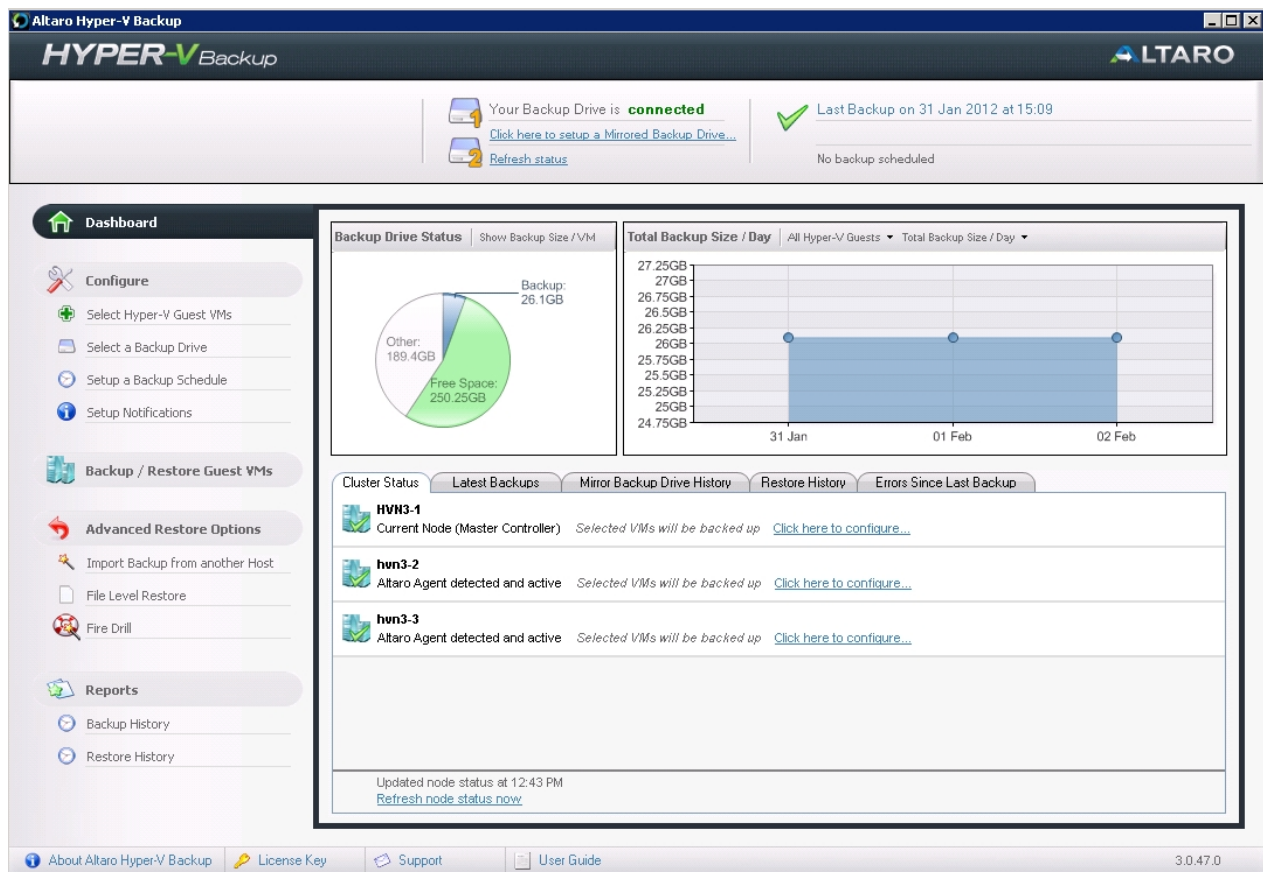 Altaro Hyper-V Backup
HYPER-V Backup
ALTARO
1
Your Backup Drive is connected
Click here to setup a Mirrored Backup Drive...
2
Refresh status
Last Backup on 31 Jan 2012 at 15:09
No backup scheduled
Dashboard
Configure
Select Hyper-V Guest VMs
Select a Backup Drive
Setup a Backup Schedule
Setup Notifications
Backup / Restore Guest VMs
Advanced Restore Options
Import Backup from another Host
File Level Restore
Fire Drill
Reports
Backup History
Restore History
Backup Drive Status
Show Backup Size / VM
Backup:
26.1GB
Other:
189.4GB
Free Space:
250.25GB
Total Backup Size / Day
All Hyper-V Guests
Total Backup Size / Day
27.25GB
27GB
26.75GB
26.5GB
26.25GB
26GB
25.75GB
25.5GB
25.25GB
25GB
24.75GB
31 Jan
01 Feb
02 Feb
Cluster Status
Latest Backups
Mirror Backup Drive History
Restore History
Errors Since Last Backup
HVN3-1
Current Node (Master Controller) Selected VMs will be backed up Click here to configure...
hvn3-2
Altaro Agent detected and active Selected VMs will be backed up Click here to configure...
hvn3-3
Altaro Agent detected and active Selected VMs will be backed up Click here to configure...
Updated node status at 12:43 PM
Refresh node status now
About Altaro Hyper-V Backup
License Key
Support
User Guide
3.0.47.0